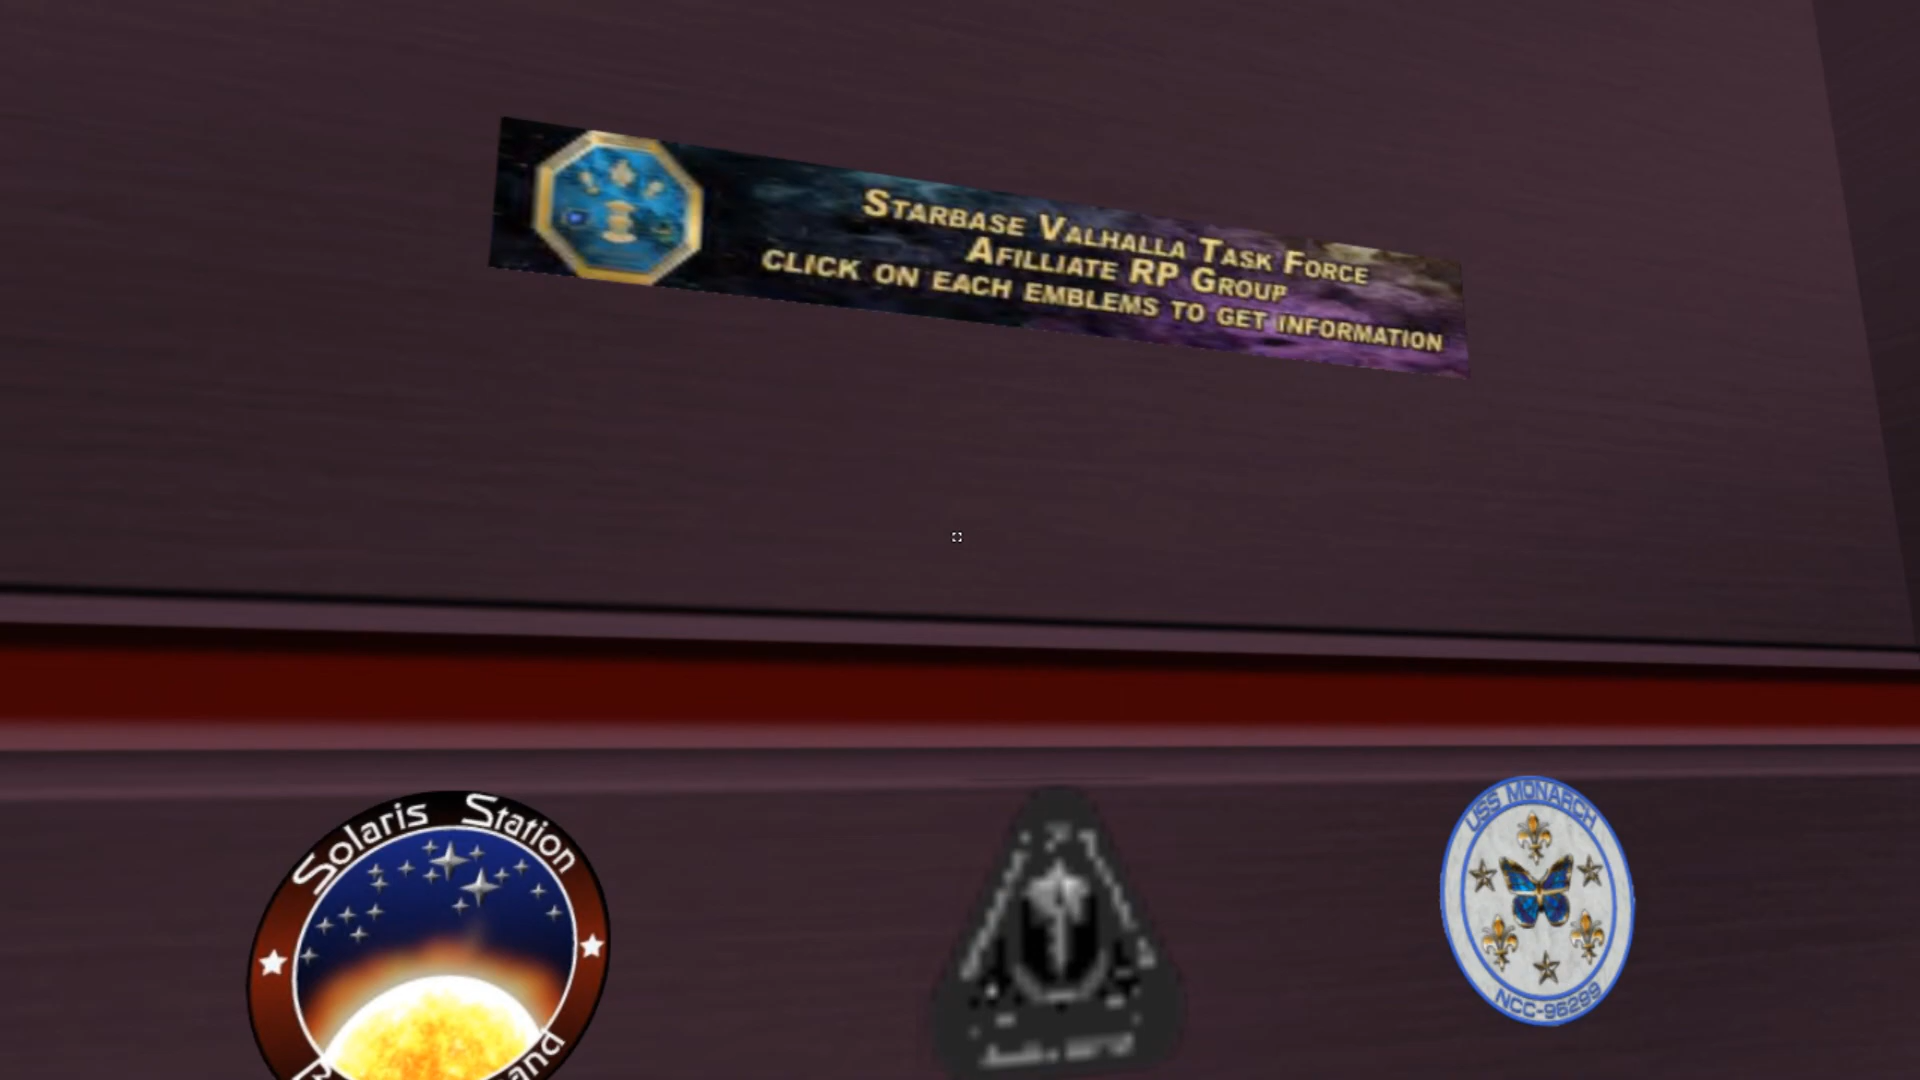 Starbase Valhalla Task Force
Afilliate RP Group
click on each emblems to get information
Solaris Station
USS MONARCH
NCC-96299